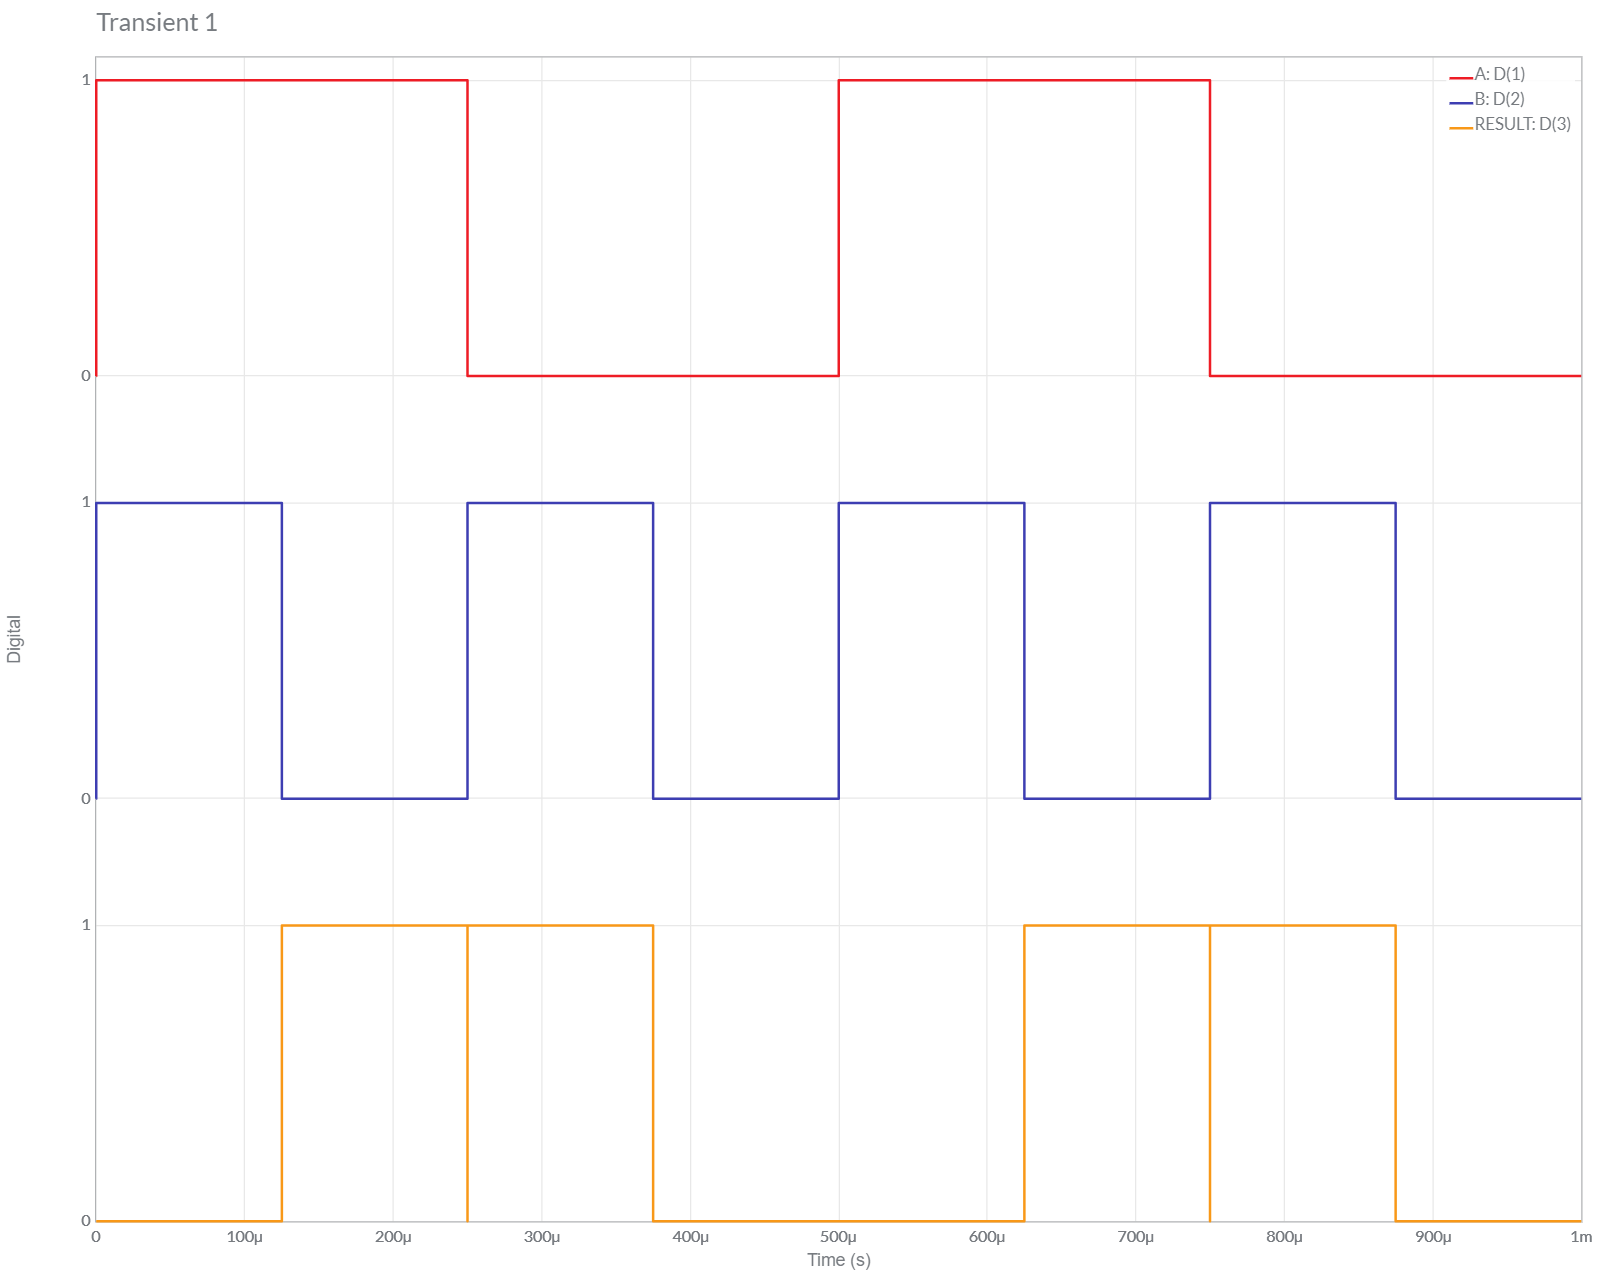 Transient 1
A: D(1)
B: D(2)
RESULT: D(3)
1
0
1
0
1
0
Digital
0 100µ 200µ 300µ 400µ 500µ 600µ 700µ 800µ 900µ 1m
Time (s)